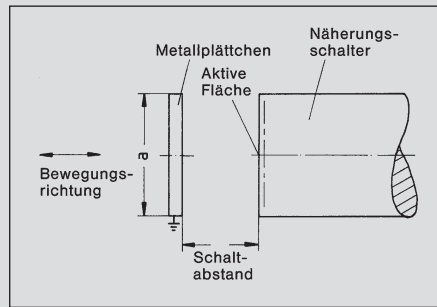 Näherungs-
schalter
Metallplättchen
Aktive
Fläche
a
Bewegungs-
richtung
Schalt-
abstand